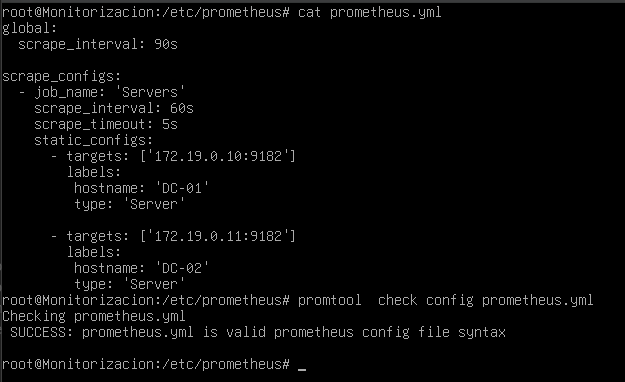 root@Monitorizacion:/etc/prometheus# cat prometheus.yml
global:
  scrape_interval: 90s

scrape_configs:
  - job_name: 'Servers'
    scrape_interval: 60s
    scrape_timeout: 5s
    static_configs:
      - targets: ['172.19.0.10:9182']
        labels:
         hostname: 'DC-01'
         type: 'Server'

      - targets: ['172.19.0.11:9182']
        labels:
         hostname: 'DC-02'
         type: 'Server'
root@Monitorizacion:/etc/prometheus# promtool  check config prometheus.yml
Checking prometheus.yml
 SUCCESS: prometheus.yml is valid prometheus config file syntax

root@Monitorizacion:/etc/prometheus# _